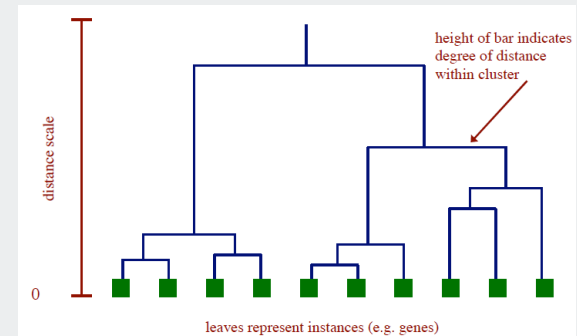 height of bar indicates
degree of distance
within cluster
distance scale
0
leaves represent instances (e.g. genes)